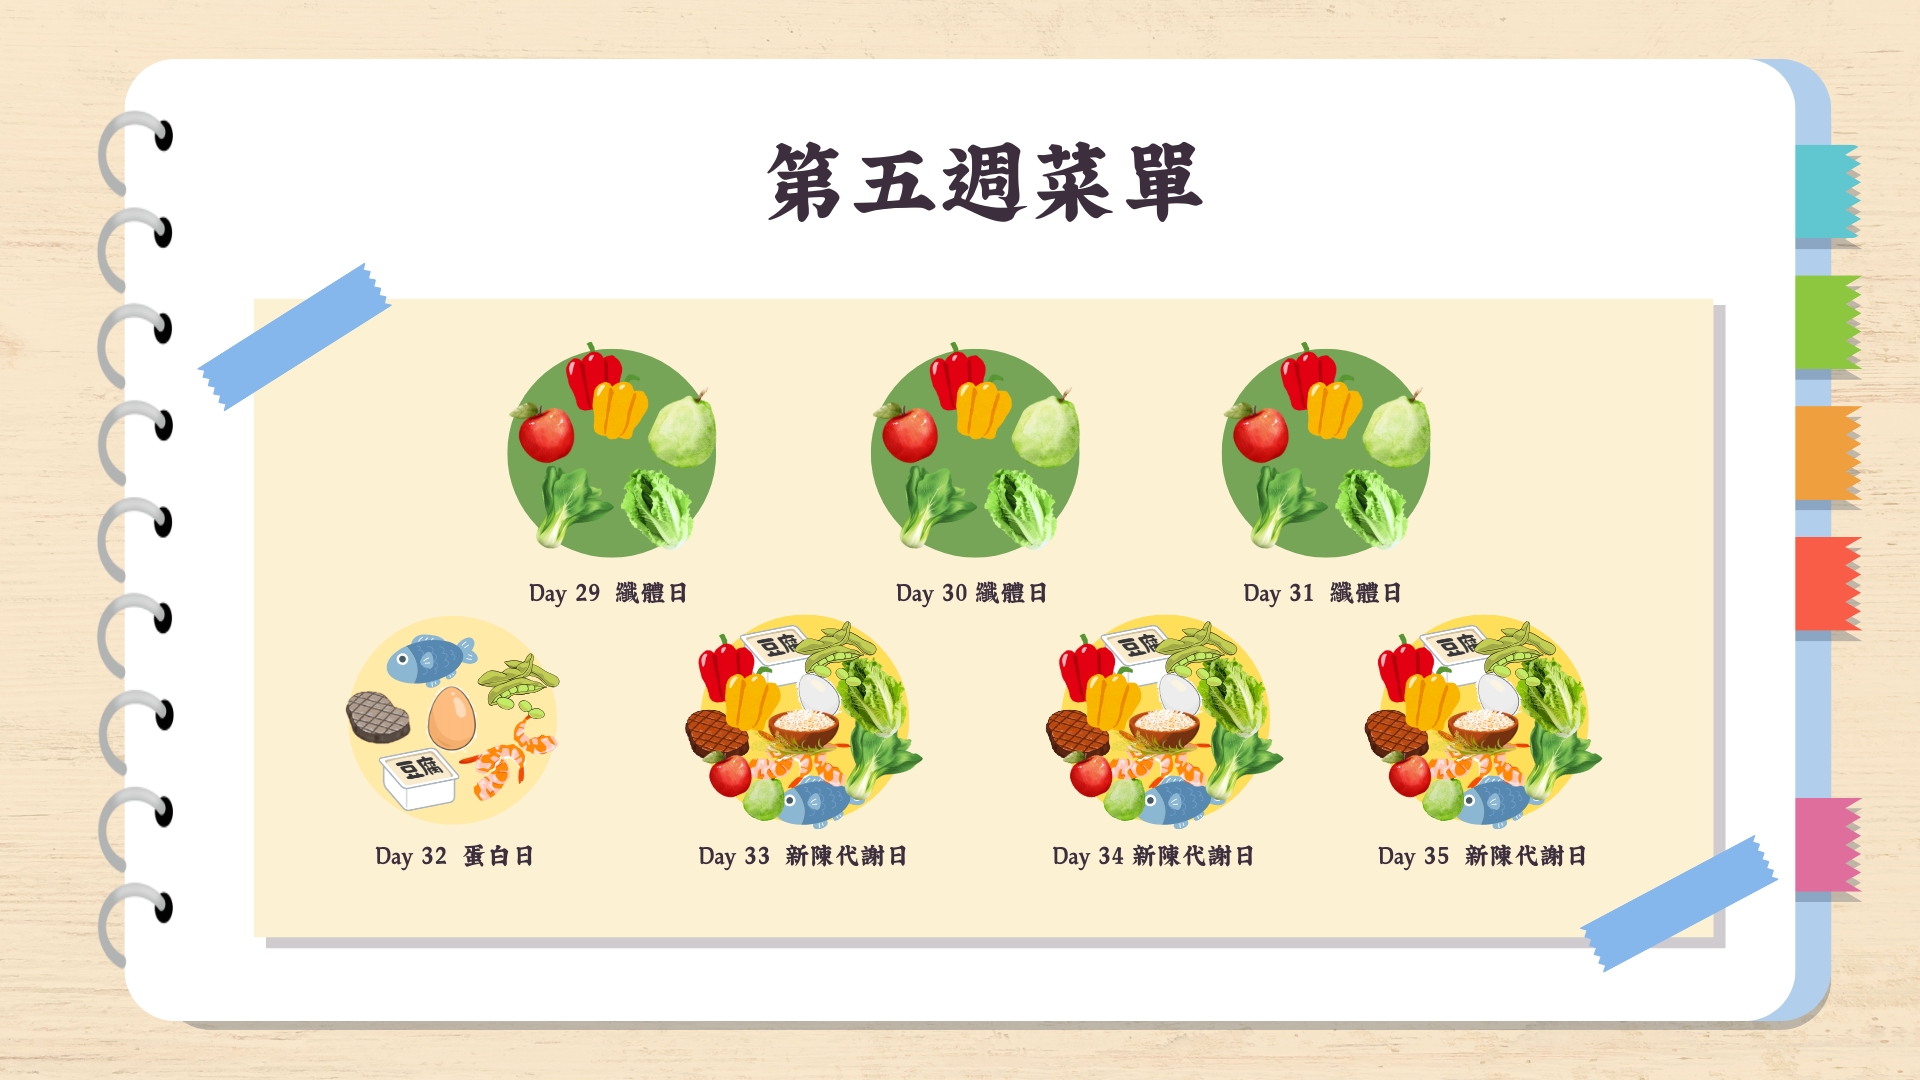 第五週菜單
Day 29 纖體日
Day 30 纖體日
Day 31 纖體日
豆腐
豆腐
豆腐
豆腐
Day 32 蛋白日
Day 33 新陳代謝日
Day 34 新陳代謝日
Day 35 新陳代謝日